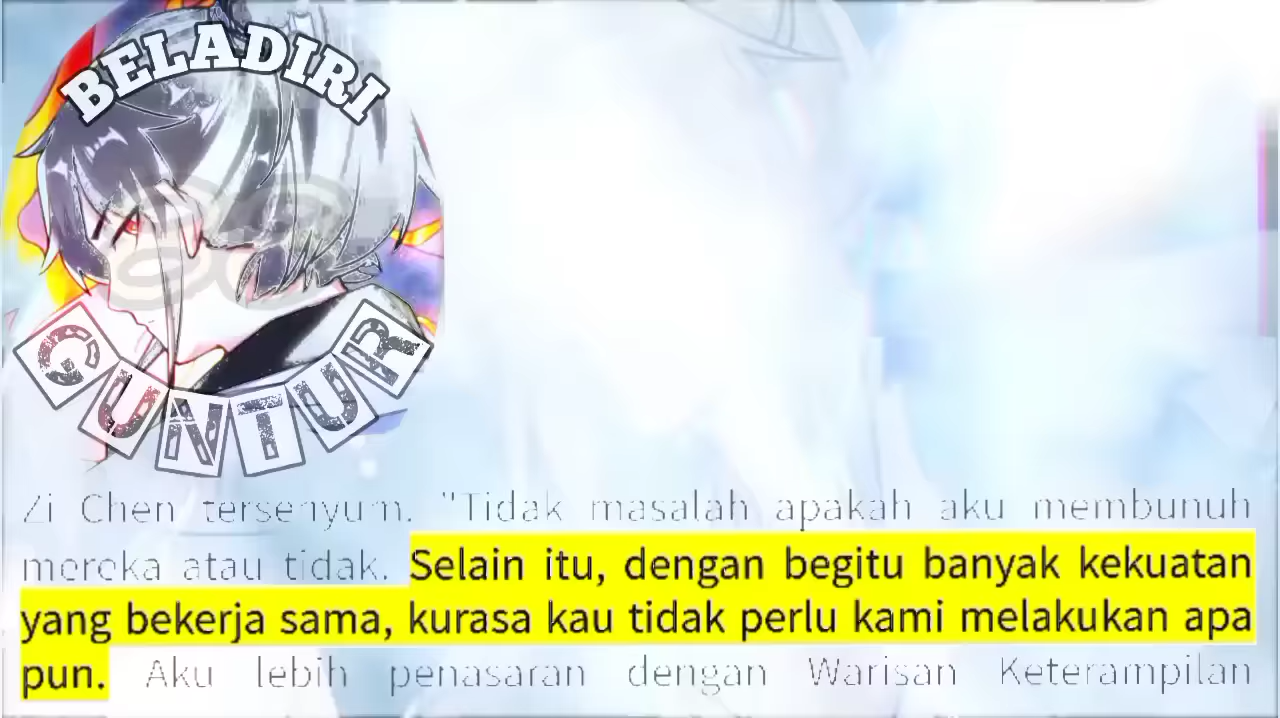 BELADIRI
GUNTUR
Zi Chen tersenyum. "Tidak masalah apakah aku membunuh
mereka atau tidak. Selain itu, dengan begitu banyak kekuatan
yang bekerja sama, kurasa kau tidak perlu kami melakukan apa
pun. Aku lebih penasaran dengan Warisan Keterampilan